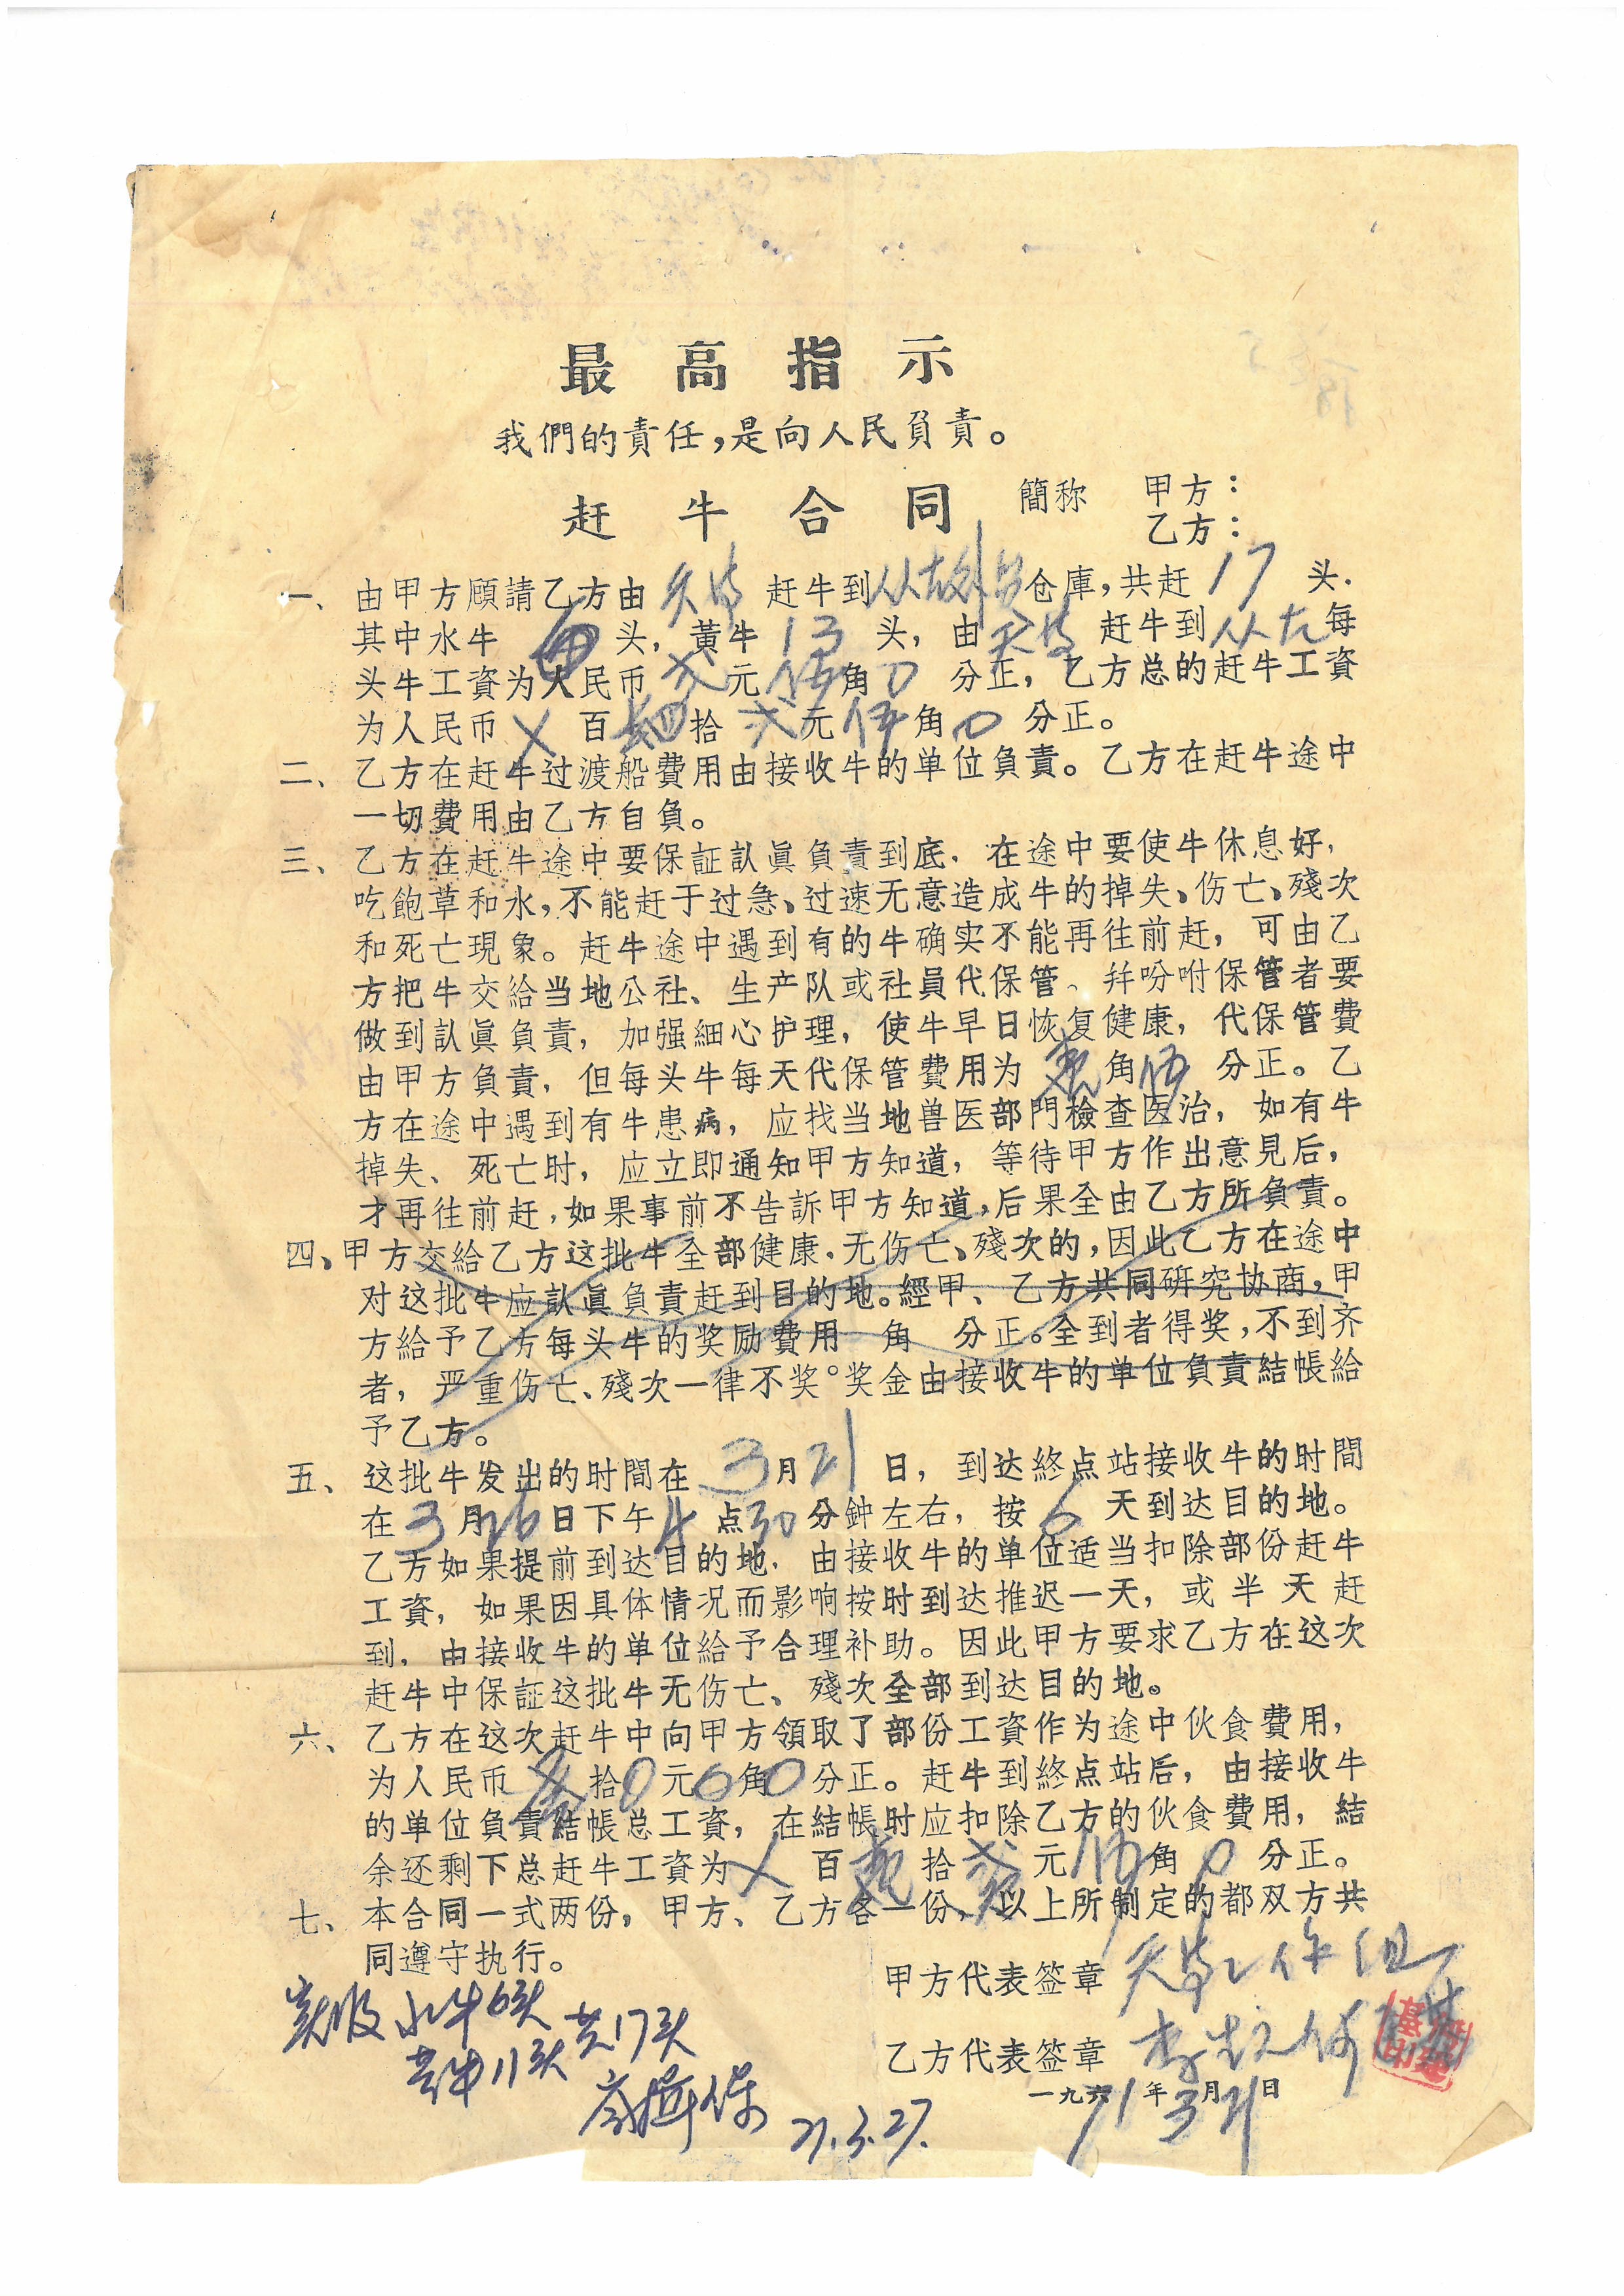 最高指示
我們的責任，是向人民負責。
赶牛合同 簡称 甲方：
乙方：
一、由甲方顧請乙方由 天峨 赶牛到 仓庫，共赶 17 头．
其中水牛 头，黃牛 13 头，由 天峨 赶牛到 每
头牛工資为人民币 弍 元 伍 角 0 分正，乙方总的赶牛工資
为人民币 ㄨ 百 四 拾 弍 元 伍 角 0 分正。
二、乙方在赶牛过渡船費用由接收牛的单位負責。乙方在赶牛途中
一切費用由乙方自負。
三、乙方在赶牛途中要保証認眞負責到底．在途中要使牛休息好，
吃飽草和水，不能赶于过急、过速无意造成牛的掉失、伤亡、殘次
和死亡現象。赶牛途中遇到有的牛确实不能再往前赶，可由乙
方把牛交給当地公社、生产队或社員代保管、幷吩咐保管者要
做到認眞負責，加强細心护理，使牛早日恢复健康，代保管費
由甲方負責，但每头牛每天代保管費用为 壹 角 伍 分正。乙
方在途中遇到有牛患病，应找当地兽医部門檢查医治，如有牛
掉失、死亡时，应立即通知甲方知道，等待甲方作出意見后，
才再往前赶，如果事前不告訴甲方知道，后果全由乙方所負責。
四、甲方交給乙方这批牛全部健康．无伤亡、殘次的，因此乙方在途中
对这批牛应認眞負責赶到目的地。經甲、乙方共同硏究协商，甲
方給予乙方每头牛的奖励費用 角 分正。全到者得奖，不到齐
者，严重伤亡、殘次一律不奖。奖金由接收牛的单位負責結帳給
予乙方。
五、这批牛发出的时間在 3 月 21 日，到达終点站接收牛的时間
在 3 月 26 日下午 4 点 30 分鈡左右，按 6 天到达目的地。
乙方如果提前到达目的地．由接收牛的单位适当扣除部份赶牛
工資，如果因具体情况而影响按时到达推迟一天，或半天赶
到，由接收牛的单位給予合理补助。因此甲方要求乙方在这次
赶牛中保証这批牛无伤亡、殘次全部到达目的地。
六、乙方在这次赶牛中向甲方領取了部份工資作为途中伙食費用，
为人民币 叁 拾 0 元 0 角 0 分正。赶牛到終点站后，由接收牛
的单位負責結帳总工資，在結帳时应扣除乙方的伙食費用，結
余还剩下总赶牛工資为 ㄨ 百 壹 拾 弍 元 伍 角 0 分正。
七、本合同一式两份，甲方、乙方各一份，以上所制定的都双方共
同遵守执行。
甲方代表签章 天峨工作组
乙方代表签章
一九 71 年 3 月 21 日
实收水牛6头 共17头
黄牛11头
71.3.27.